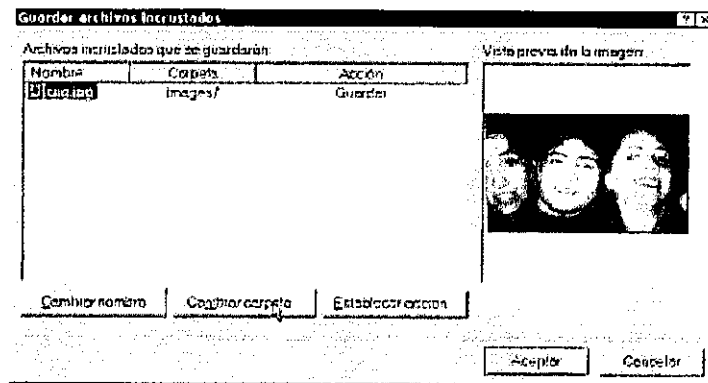 Guardar archivos incrustados
Archivos incrustados que se guardarán:
Vista previa de la imagen:
Nombre Carpeta Acción
images/ Guardar
Cambiar nombre Cambiar carpeta Establecer acción
Aceptar Cancelar